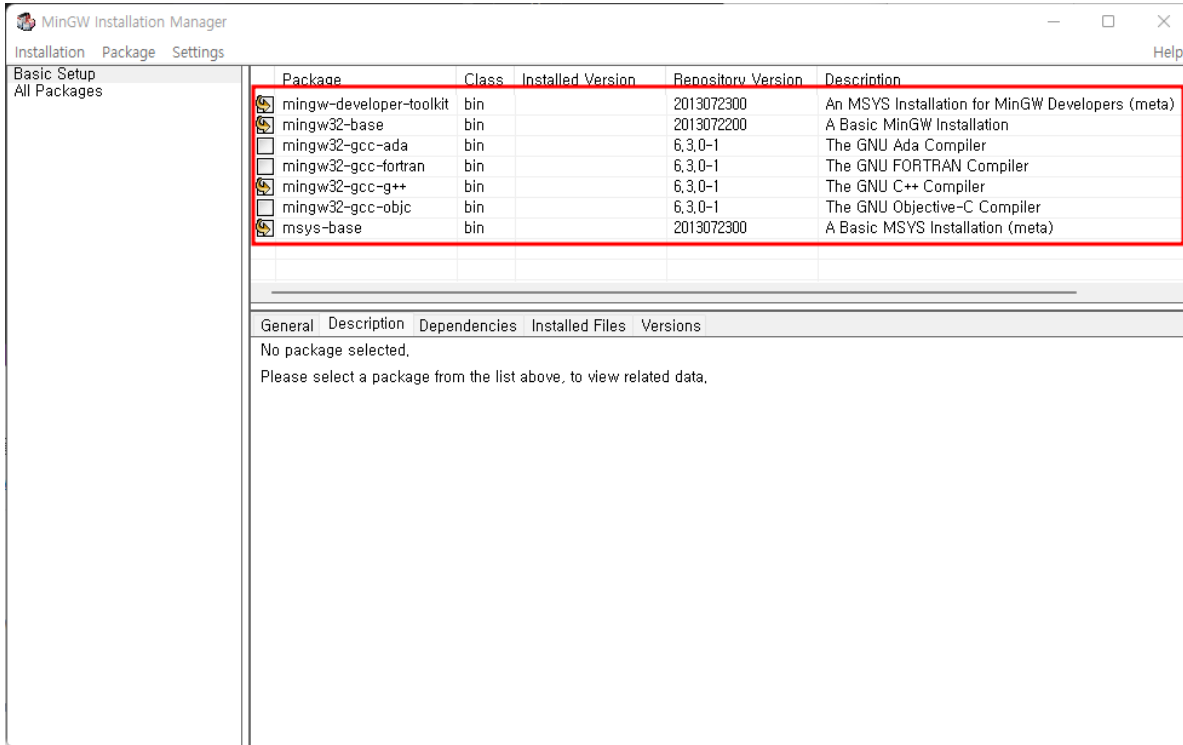 MinGW Installation Manager
Installation Package Settings Help
Basic Setup
All Packages
Package Class Installed Version Repository Version Description
mingw-developer-toolkit bin 2013072300 An MSYS Installation for MinGW Developers (meta)
mingw32-base bin 2013072200 A Basic MinGW Installation
mingw32-gcc-ada bin 6,3,0-1 The GNU Ada Compiler
mingw32-gcc-fortran bin 6,3,0-1 The GNU FORTRAN Compiler
mingw32-gcc-g++ bin 6,3,0-1 The GNU C++ Compiler
mingw32-gcc-objc bin 6,3,0-1 The GNU Objective-C Compiler
msys-base bin 2013072300 A Basic MSYS Installation (meta)
General Description Dependencies Installed Files Versions
No package selected,
Please select a package from the list above, to view related data,